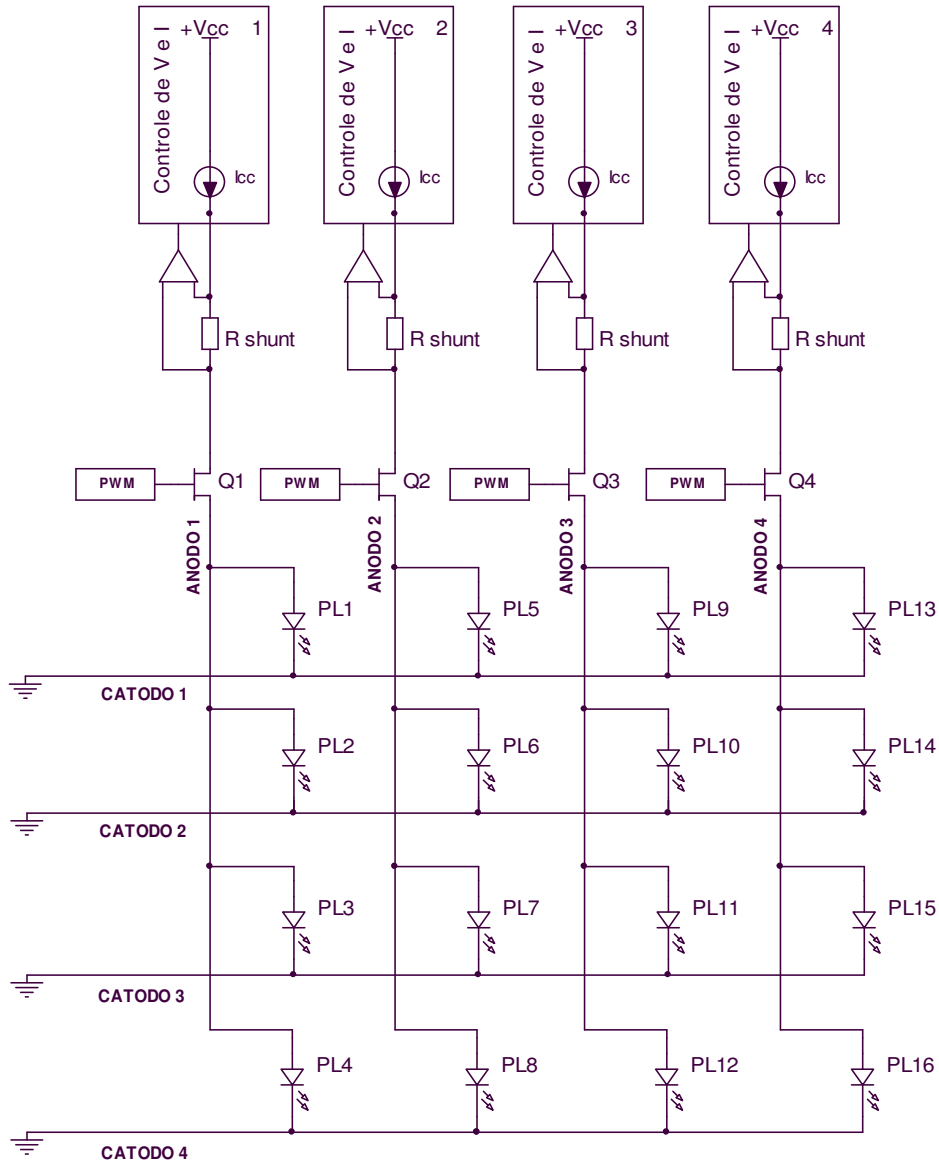 +Vcc 1
Controle de V e I
Icc
R shunt
+Vcc 2
Controle de V e I
Icc
R shunt
+Vcc 3
Controle de V e I
Icc
R shunt
+Vcc 4
Controle de V e I
Icc
R shunt
PWM
Q1
PWM
Q2
PWM
Q3
PWM
Q4
ANODO 1
ANODO 2
ANODO 3
ANODO 4
PL1
PL5
PL9
PL13
CATODO 1
PL2
PL6
PL10
PL14
CATODO 2
PL3
PL7
PL11
PL15
CATODO 3
PL4
PL8
PL12
PL16
CATODO 4